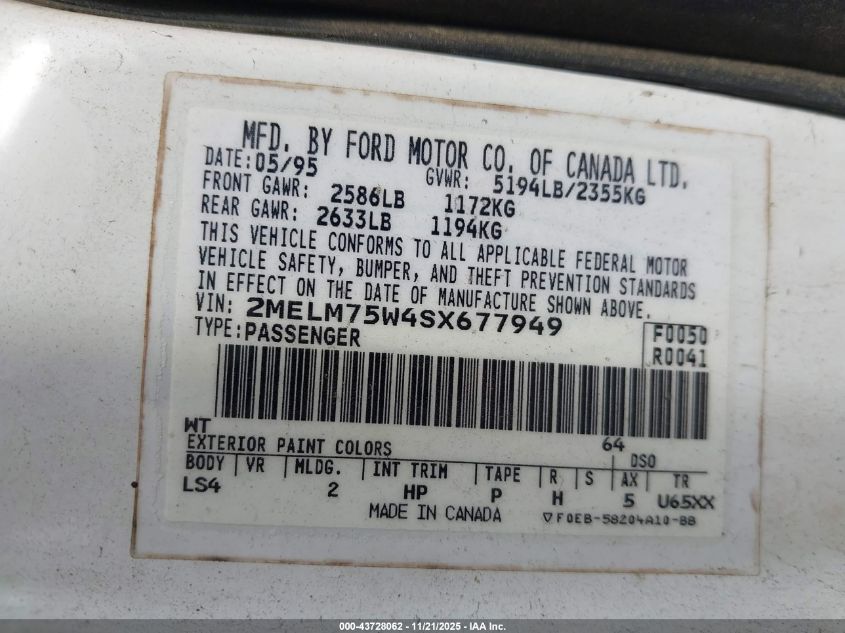 MFD. BY FORD MOTOR CO. OF CANADA LTD.
DATE: 05/95 GVWR: 5194LB/2355KG
FRONT GAWR: 2586LB 1172KG
REAR GAWR: 2633LB 1194KG
THIS VEHICLE CONFORMS TO ALL APPLICABLE FEDERAL MOTOR
VEHICLE SAFETY, BUMPER, AND THEFT PREVENTION STANDARDS
IN EFFECT ON THE DATE OF MANUFACTURE SHOWN ABOVE.
VIN: 2MELM75W4SX677949
TYPE: PASSENGER
F0050
R0041
WT 64
EXTERIOR PAINT COLORS DSO
BODY VR MLDG. INT TRIM TAPE R S AX TR
LS4 2 HP P H 5 U65XX
MADE IN CANADA ▽F0EB-58204A10-BB
000-43728062 - 11/21/2025 - IAA, Inc.